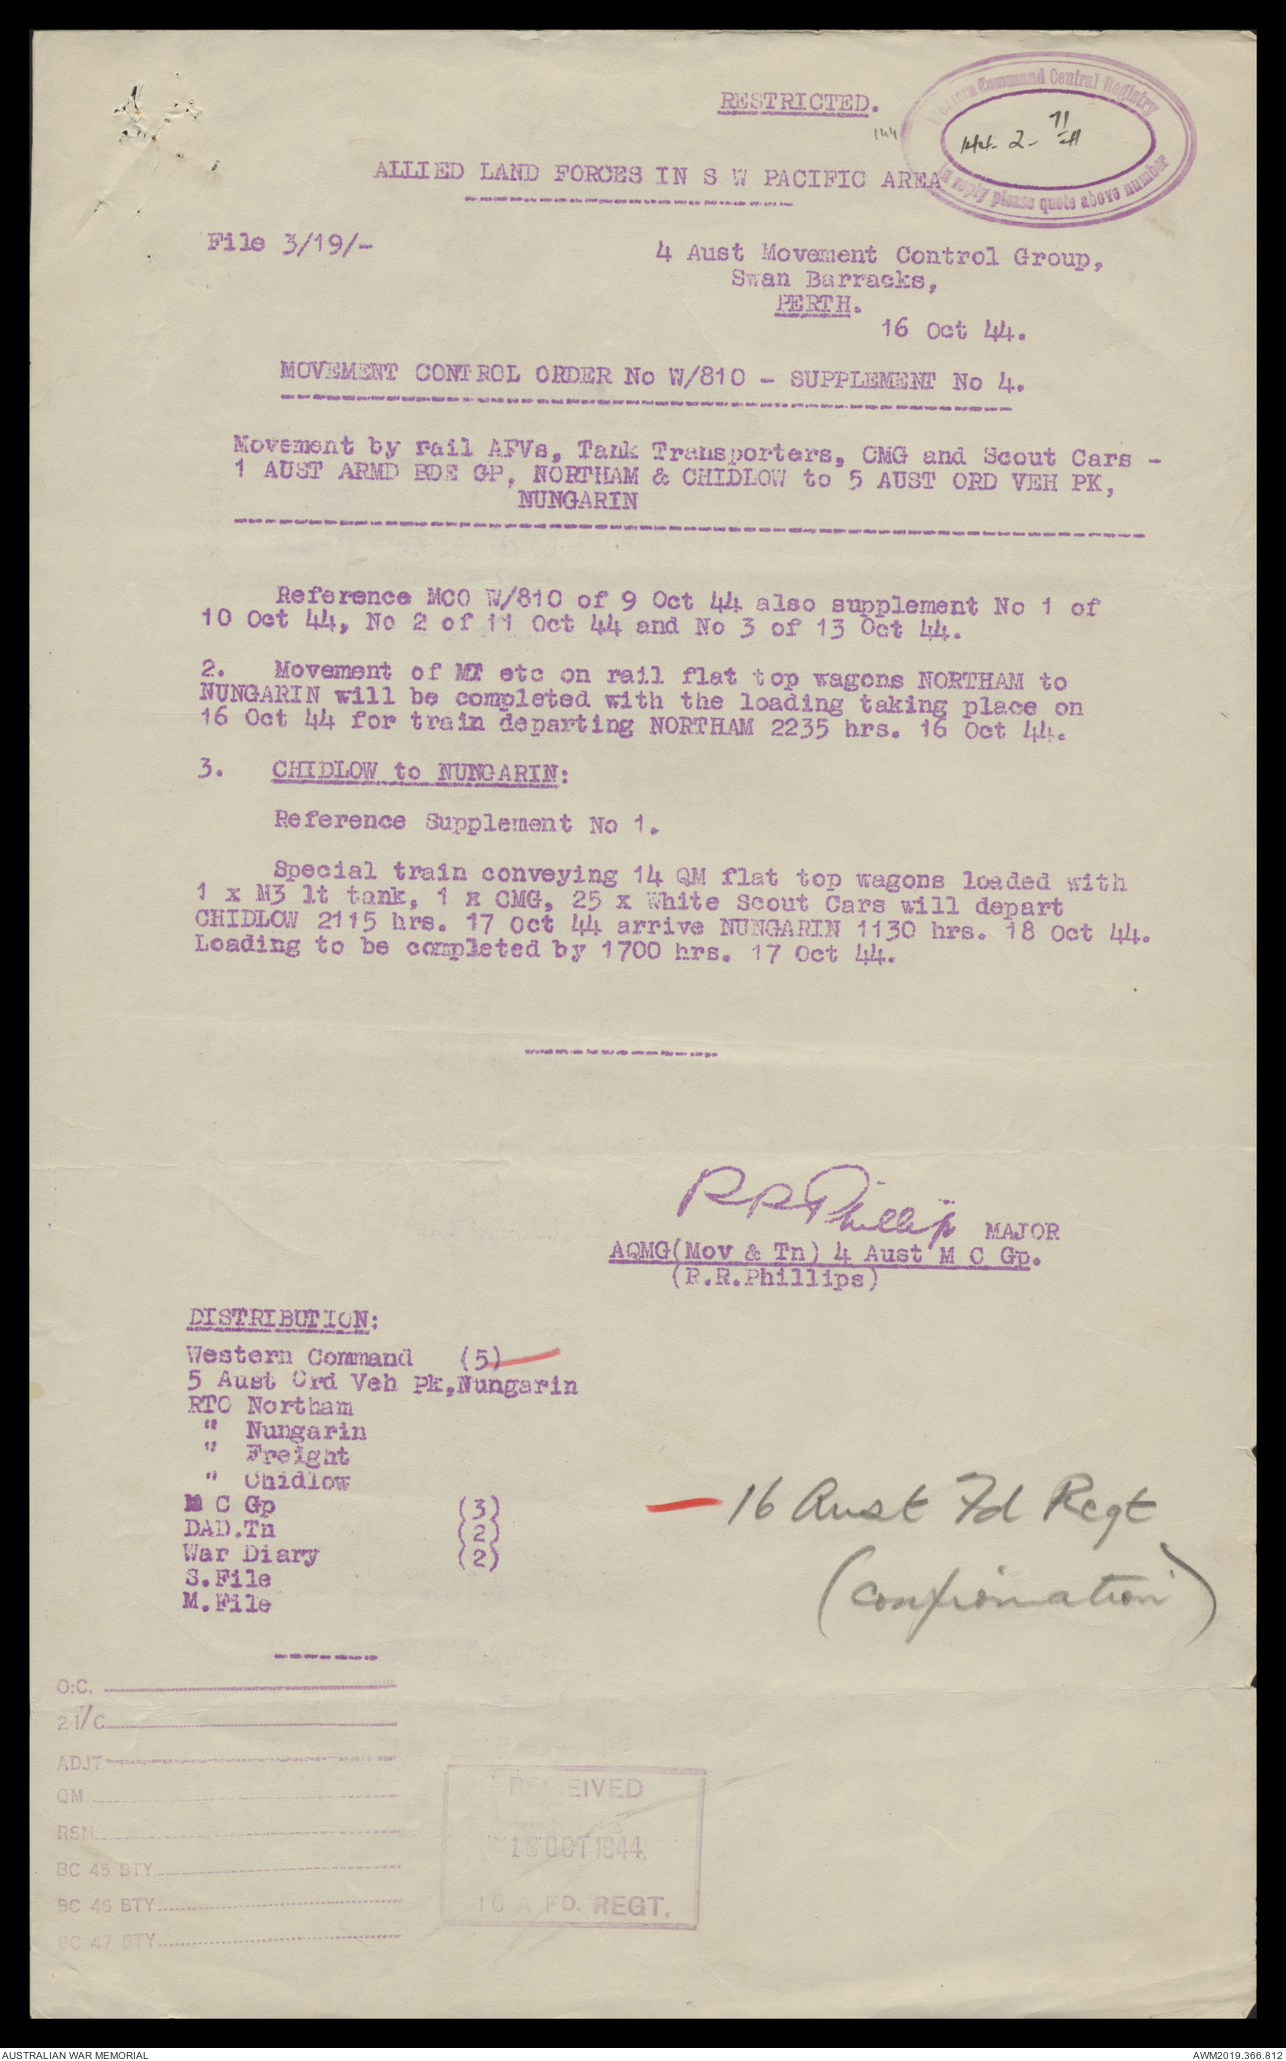 RESTRICTED.
Western Command Central Registry
144
144-2-
In reply please quote above number
ALLIED LAND FORCES IN S W PACIFIC AREA
File 3/19/-
4 Aust Movement Control Group,
Swan Barracks,
PERTH.
16 Oct 44.
MOVEMENT CONTROL ORDER No W/810 - SUPPLEMENT No 4.
Movement by rail AFVs, Tank Transporters, CMG and Scout Cars -
1 AUST ARMD BDE GP, NORTHAM & CHIDLOW to 5 AUST ORD VEH PK,
NUNGARIN
Reference MCO W/810 of 9 Oct 44 also supplement No 1 of
10 Oct 44, No 2 of 11 Oct 44 and No 3 of 13 Oct 44.
2. Movement of MT etc on rail flat top wagons NORTHAM to
NUNGARIN will be completed with the loading taking place on
16 Oct 44 for train departing NORTHAM 2235 hrs. 16 Oct 44.
3. CHIDLOW to NUNGARIN:
Reference Supplement No 1.
Special train conveying 14 QM flat top wagons loaded with
1 x M3 lt tank, 1 x CMG, 25 x White Scout Cars will depart
CHIDLOW 2115 hrs. 17 Oct 44 arrive NUNGARIN 1130 hrs. 18 Oct 44.
Loading to be completed by 1700 hrs. 17 Oct 44.
R R Phillips MAJOR
AQMG(Mov & Tn) 4 Aust M C Gp.
(R.R.Phillips)
DISTRIBUTION:
Western Command (5)
5 Aust Ord Veh Pk,Nungarin
RTO Northam
" Nungarin
" Freight
" Chidlow
M C Gp (3)
DAD.Tn (2)
War Diary (2)
S.File
M.File
16 Aust Fd Regt
(confirmation)
O.C.
2 I/C
ADJT
QM
RSM
BC 45 BTY
BC 46 BTY
BC 47 BTY
RECEIVED
OCT 1944
16 A FD. REGT.
AUSTRALIAN WAR MEMORIAL
AWM2019.366.812